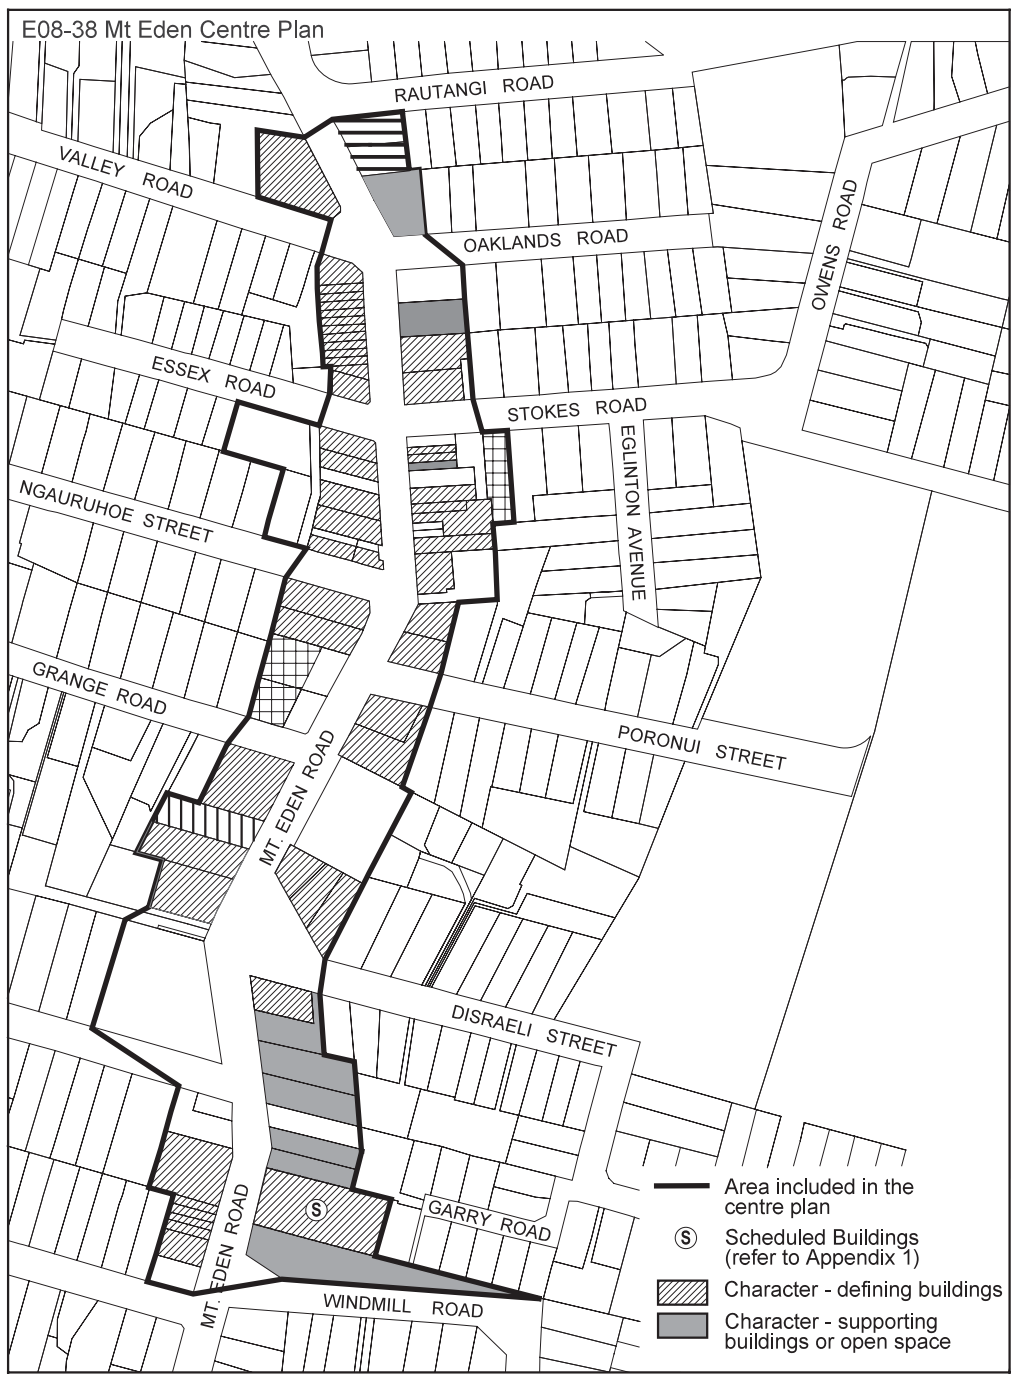 E08-38 Mt Eden Centre Plan
RAUTANGI ROAD
VALLEY ROAD
OAKLANDS ROAD
OWENS ROAD
ESSEX ROAD
STOKES ROAD
EGLINTON AVENUE
NGAURUHOE STREET
GRANGE ROAD
PORONUI STREET
MT. EDEN ROAD
DISRAELI STREET
MT. EDEN ROAD
S
GARRY ROAD
WINDMILL ROAD
Area included in the
centre plan
S
Scheduled Buildings
(refer to Appendix 1)
Character - defining buildings
Character - supporting
buildings or open space